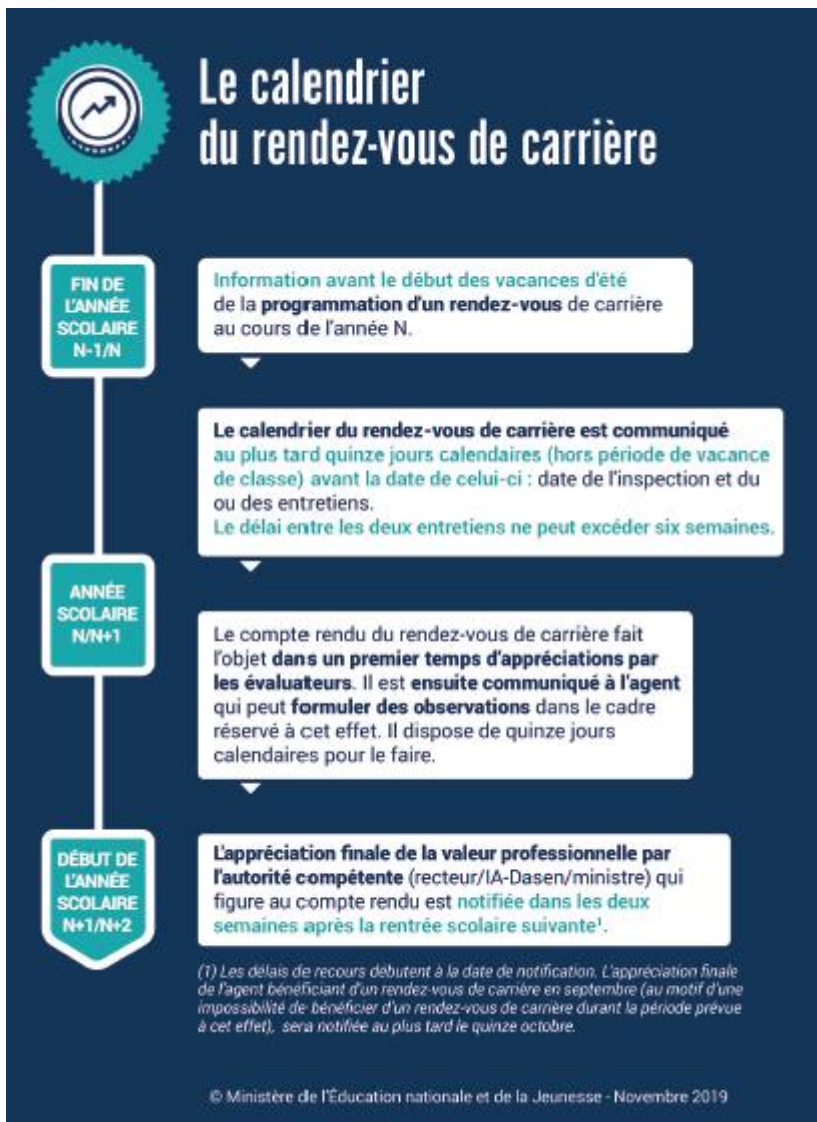 Le calendrier
du rendez-vous de carrière
FIN DE
L'ANNÉE
SCOLAIRE
N-1/N
Information avant le début des vacances d'été
de la programmation d'un rendez-vous de carrière
au cours de l'année N.
Le calendrier du rendez-vous de carrière est communiqué
au plus tard quinze jours calendaires (hors période de vacance
de classe) avant la date de celui-ci : date de l'inspection et du
ou des entretiens.
Le délai entre les deux entretiens ne peut excéder six semaines.
ANNÉE
SCOLAIRE
N/N+1
Le compte rendu du rendez-vous de carrière fait
l'objet dans un premier temps d'appréciations par
les évaluateurs. Il est ensuite communiqué à l'agent
qui peut formuler des observations dans le cadre
réservé à cet effet. Il dispose de quinze jours
calendaires pour le faire.
DÉBUT DE
L'ANNÉE
SCOLAIRE
N+1/N+2
L'appréciation finale de la valeur professionnelle par
l'autorité compétente (recteur/IA-Dasen/ministre) qui
figure au compte rendu est notifiée dans les deux
semaines après la rentrée scolaire suivante¹.
(1) Les délais de recours débutent à la date de notification. L'appréciation finale
de l'agent bénéficiant d'un rendez-vous de carrière en septembre (au motif d'une
impossibilité de bénéficier d'un rendez-vous de carrière durant la période prévue
à cet effet), sera notifiée au plus tard le quinze octobre.
© Ministère de l'Éducation nationale et de la Jeunesse - Novembre 2019